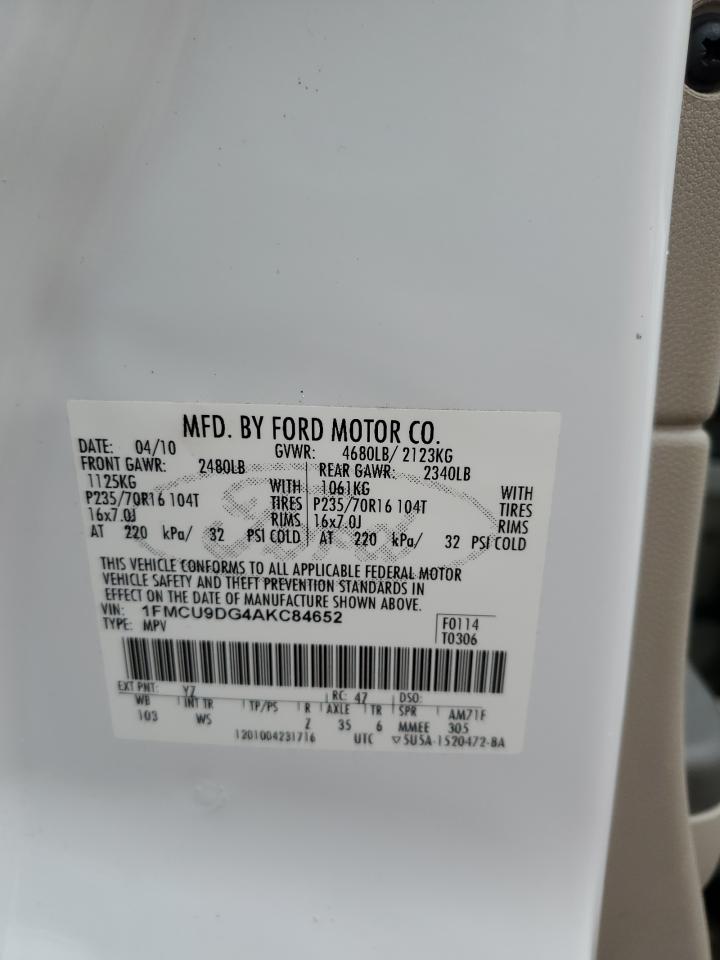 MFD. BY FORD MOTOR CO.
DATE: 04/10 GVWR: 4680LB/ 2123KG
FRONT GAWR: 2480LB REAR GAWR: 2340LB
1125KG WITH 1061KG WITH
P235/70R16 104T TIRES P235/70R16 104T TIRES
16x7.0J RIMS 16x7.0J RIMS
AT 220 kPa/ 32 PSI COLD AT 220 kPa/ 32 PSI COLD
Ford
THIS VEHICLE CONFORMS TO ALL APPLICABLE FEDERAL MOTOR
VEHICLE SAFETY AND THEFT PREVENTION STANDARDS IN
EFFECT ON THE DATE OF MANUFACTURE SHOWN ABOVE.
VIN: 1FMCU9DG4AKC84652 F0114
TYPE: MPV T0306
EXT PNT: YZ RC: 47 DSO:
WB INT TR TP/PS R AXLE TR SPR AM71F
103 WS Z 35 6 MMEE 305
1201004231716 UTC ▽5U5A-1520472-BA